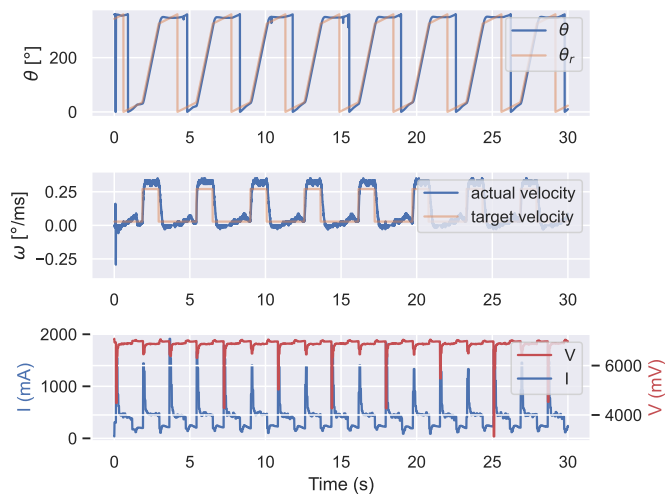 θ [°]
200
0
θ
θr
0 5 10 15 20 25 30
ω [°/ms]
0.25
0.00
−0.25
actual velocity
target velocity
0 5 10 15 20 25 30
I (mA)
2000
1000
0
V
I
6000
4000
V (mV)
0 5 10 15 20 25 30
Time (s)